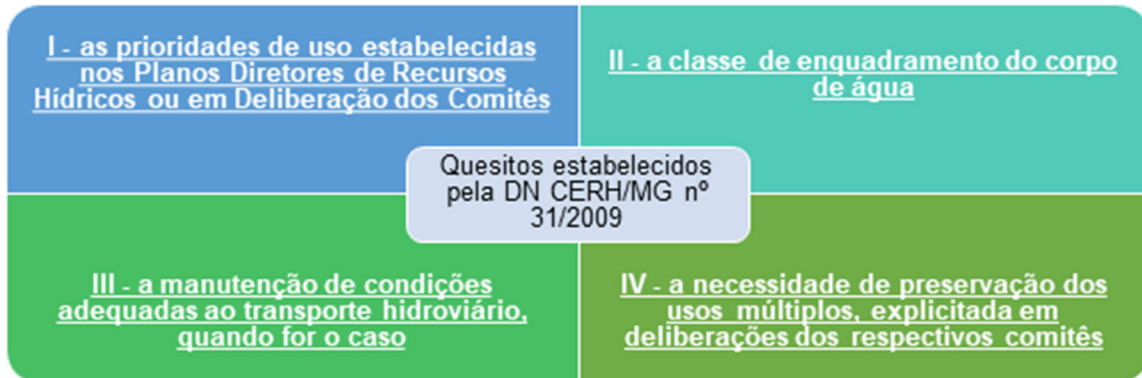 I - as prioridades de uso estabelecidas
nos Planos Diretores de Recursos
Hídricos ou em Deliberação dos Comitês
II - a classe de enquadramento do corpo
de água
Quesitos estabelecidos
pela DN CERH/MG nº
31/2009
III - a manutenção de condições
adequadas ao transporte hidroviário,
quando for o caso
IV - a necessidade de preservação dos
usos múltiplos, explicitada em
deliberações dos respectivos comitês